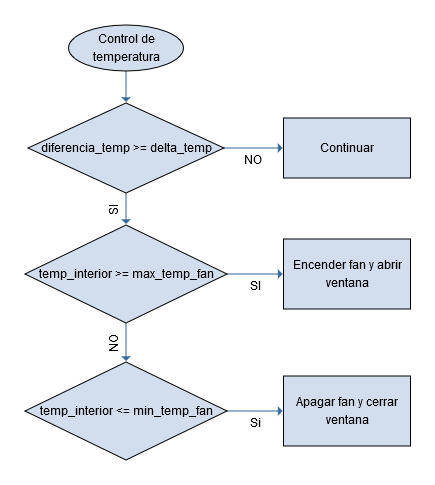 Control de
temperatura
diferencia_temp >= delta_temp
NO
Continuar
SI
temp_interior >= max_temp_fan
SI
Encender fan y abrir
ventana
NO
temp_interior <= min_temp_fan
Si
Apagar fan y cerrar
ventana